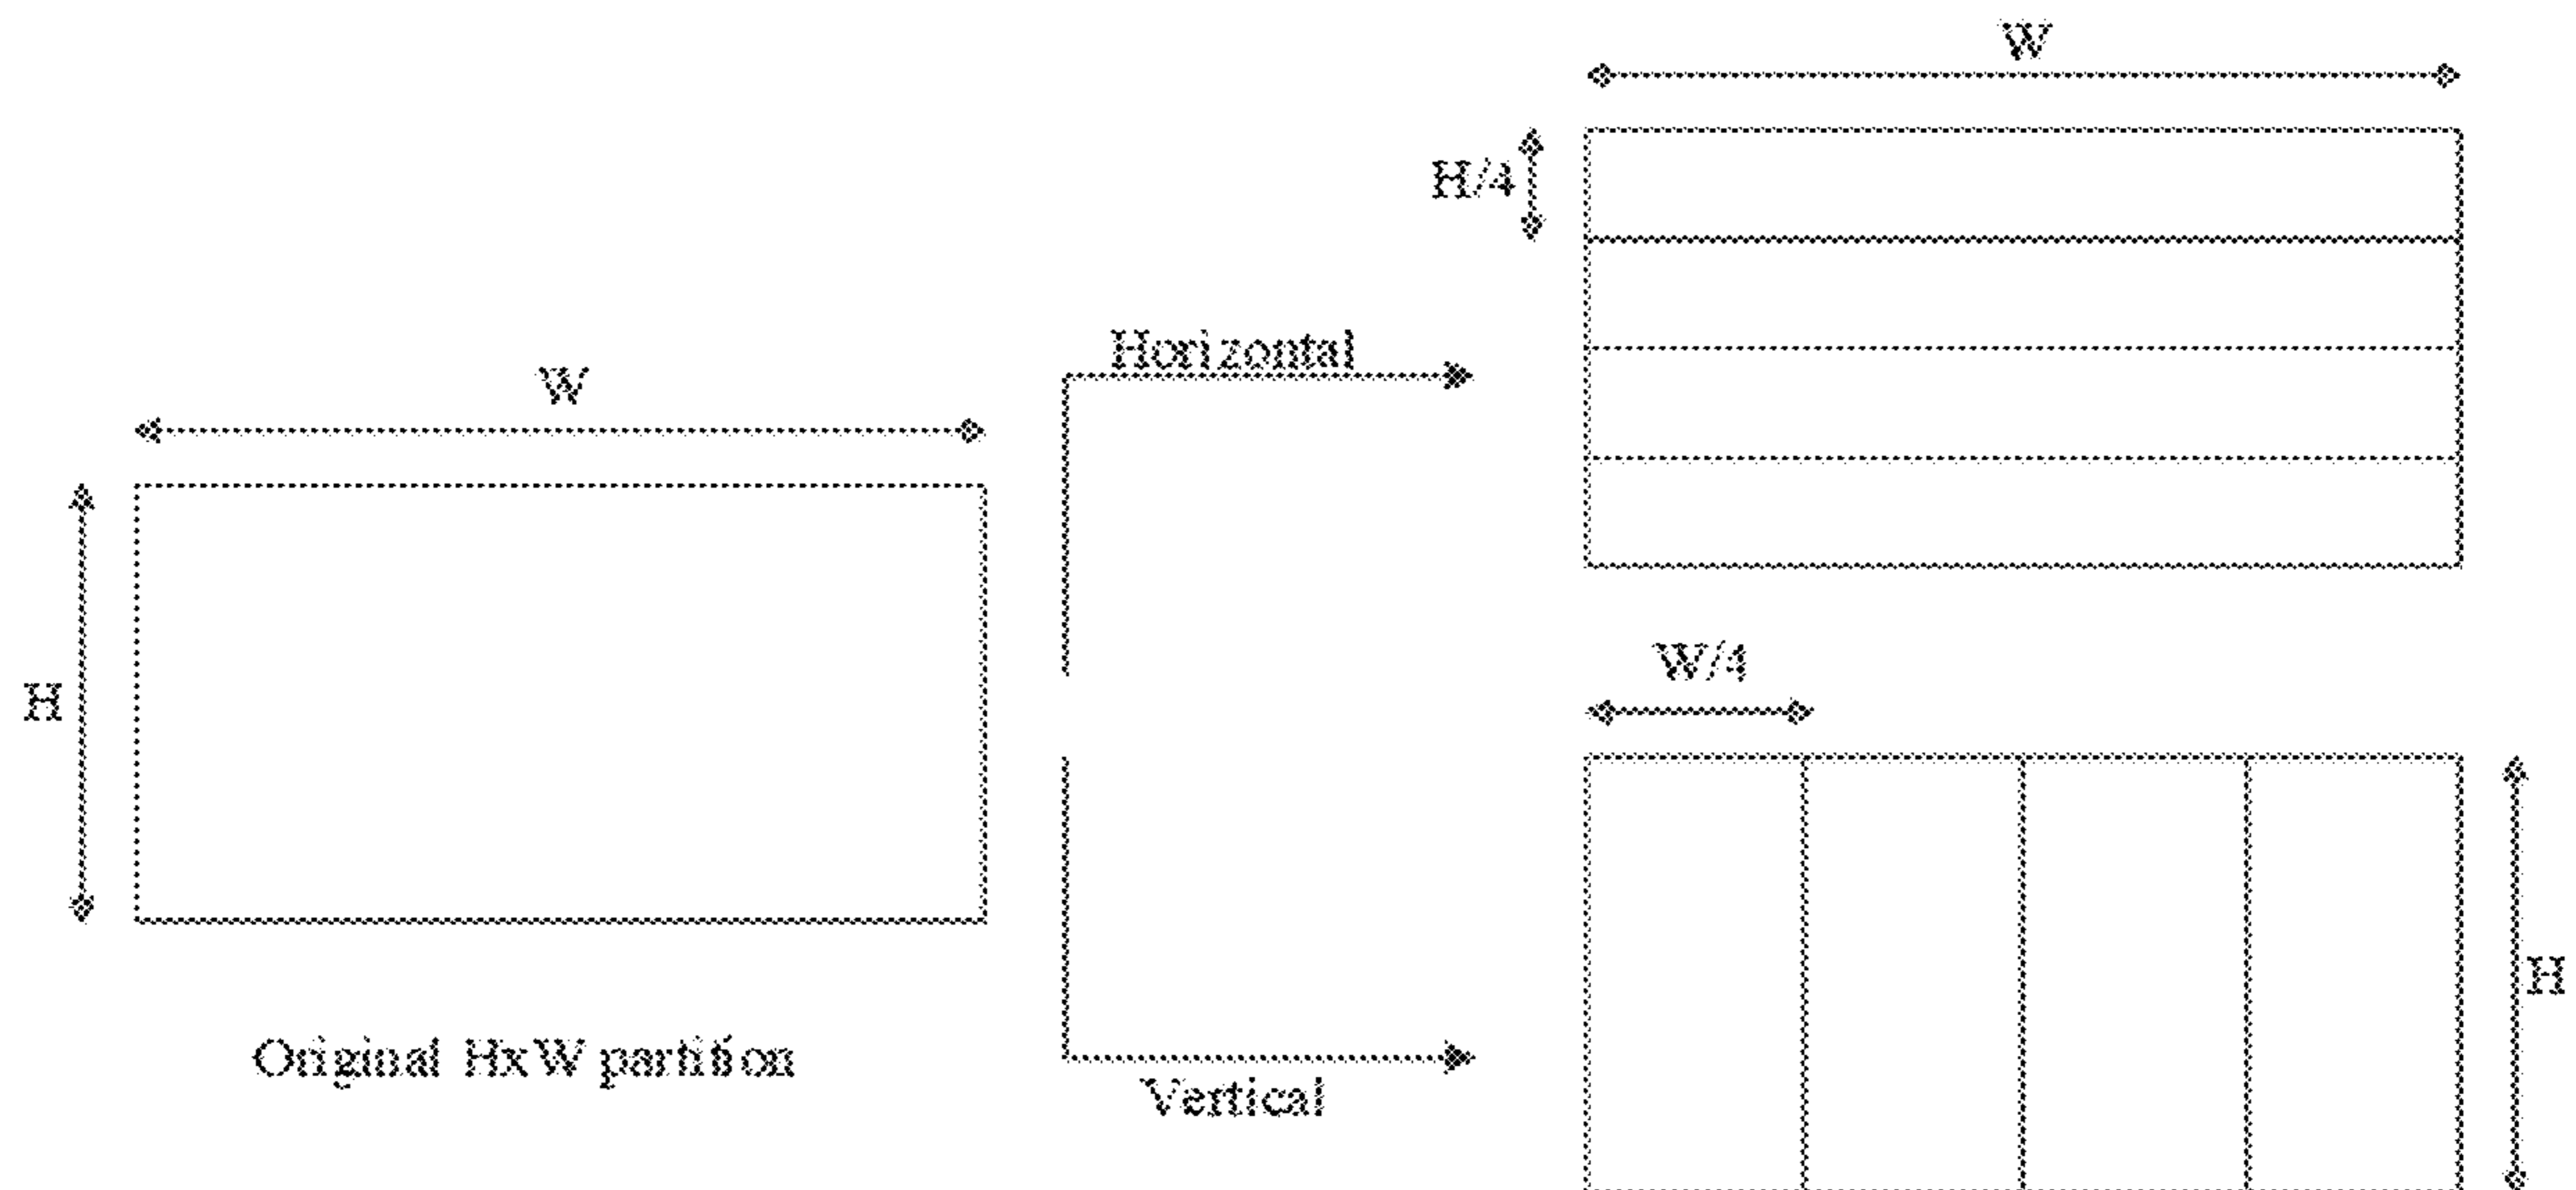 W
H/4
Horizontal
W
H
W/4
H
Original HxW partition
Vertical